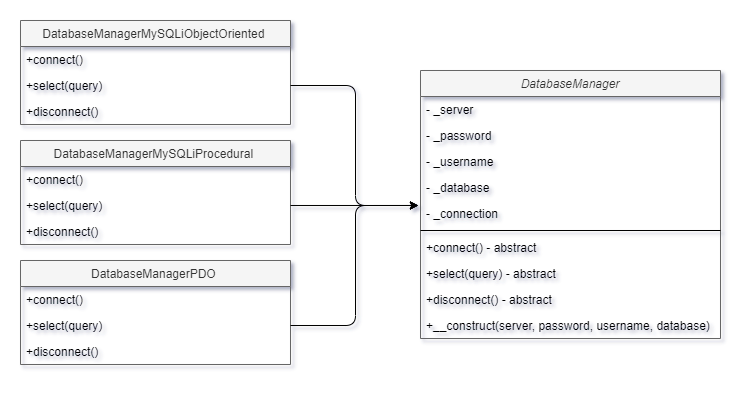 DatabaseManagerMySQLiObjectOriented
+connect()
+select(query)
+disconnect()
DatabaseManagerMySQLiProcedural
+connect()
+select(query)
+disconnect()
DatabaseManagerPDO
+connect()
+select(query)
+disconnect()
DatabaseManager
- _server
- _password
- _username
- _database
- _connection
+connect() - abstract
+select(query) - abstract
+disconnect() - abstract
+__construct(server, password, username, database)